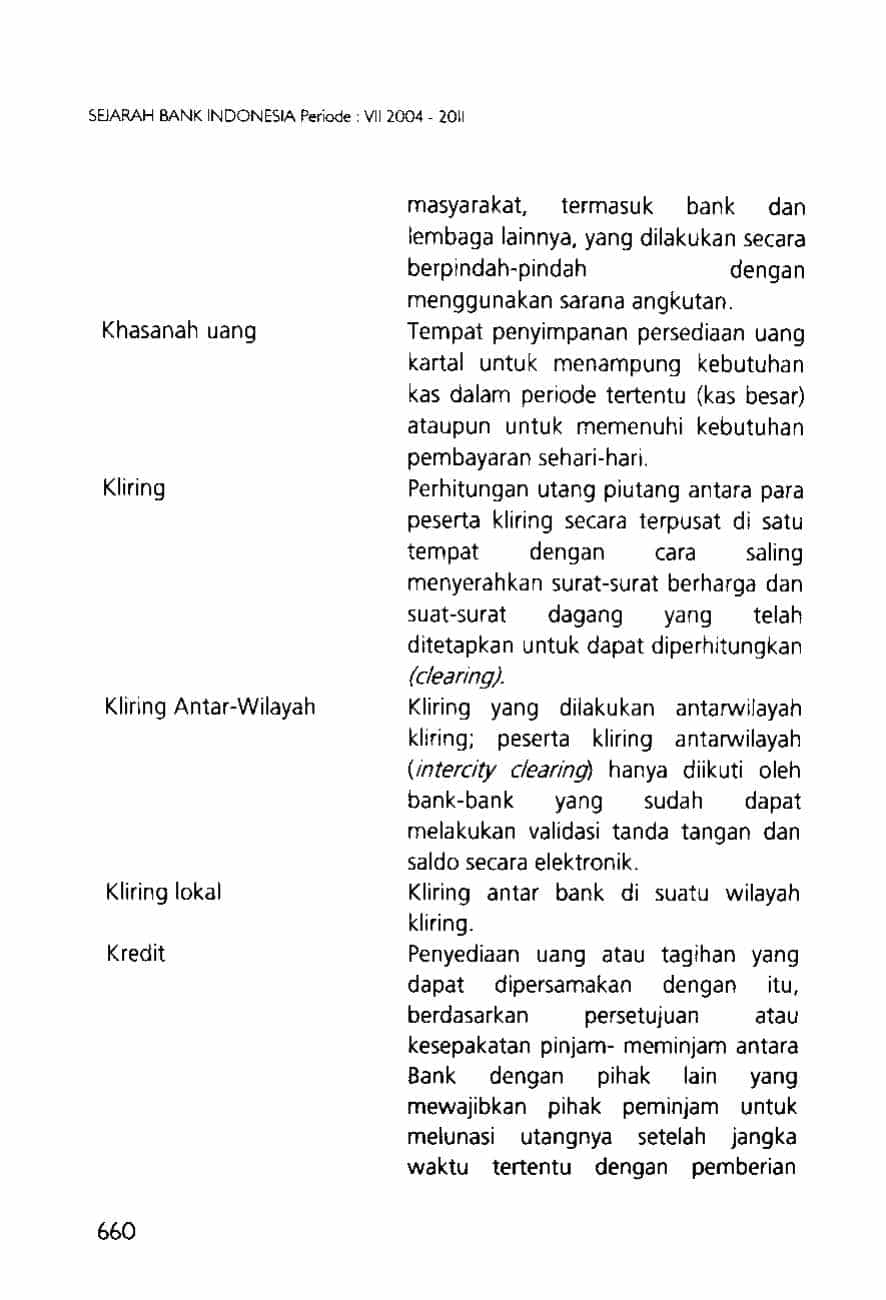 SEJARAH BANK INDONESIA Periode : VII 2004 - 2011
masyarakat, termasuk bank dan
lembaga lainnya, yang dilakukan secara
berpindah-pindah dengan
menggunakan sarana angkutan.
Khasanah uang Tempat penyimpanan persediaan uang
kartal untuk menampung kebutuhan
kas dalam periode tertentu (kas besar)
ataupun untuk memenuhi kebutuhan
pembayaran sehari-hari.
Kliring Perhitungan utang piutang antara para
peserta kliring secara terpusat di satu
tempat dengan cara saling
menyerahkan surat-surat berharga dan
suat-surat dagang yang telah
ditetapkan untuk dapat diperhitungkan
(clearing).
Kliring Antar-Wilayah Kliring yang dilakukan antarwilayah
kliring; peserta kliring antarwilayah
(intercity clearing) hanya diikuti oleh
bank-bank yang sudah dapat
melakukan validasi tanda tangan dan
saldo secara elektronik.
Kliring lokal Kliring antar bank di suatu wilayah
kliring.
Kredit Penyediaan uang atau tagihan yang
dapat dipersamakan dengan itu,
berdasarkan persetujuan atau
kesepakatan pinjam- meminjam antara
Bank dengan pihak lain yang
mewajibkan pihak peminjam untuk
melunasi utangnya setelah jangka
waktu tertentu dengan pemberian
660